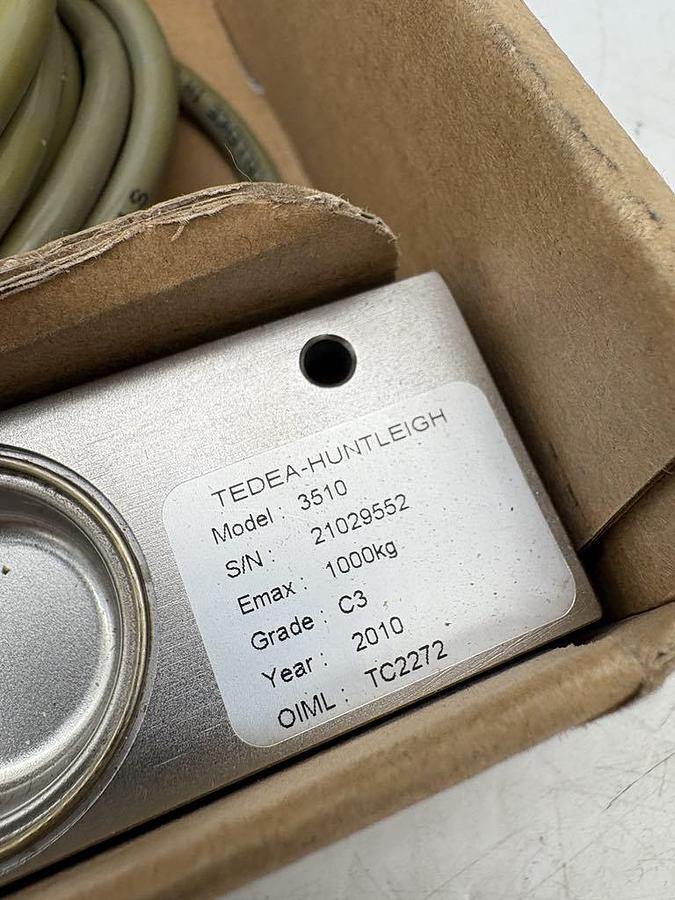 TEDEA-HUNTLEIGH
Model : 3510
S/N : 21029552
Emax : 1000kg
Grade : C3
Year : 2010
OIML : TC2272